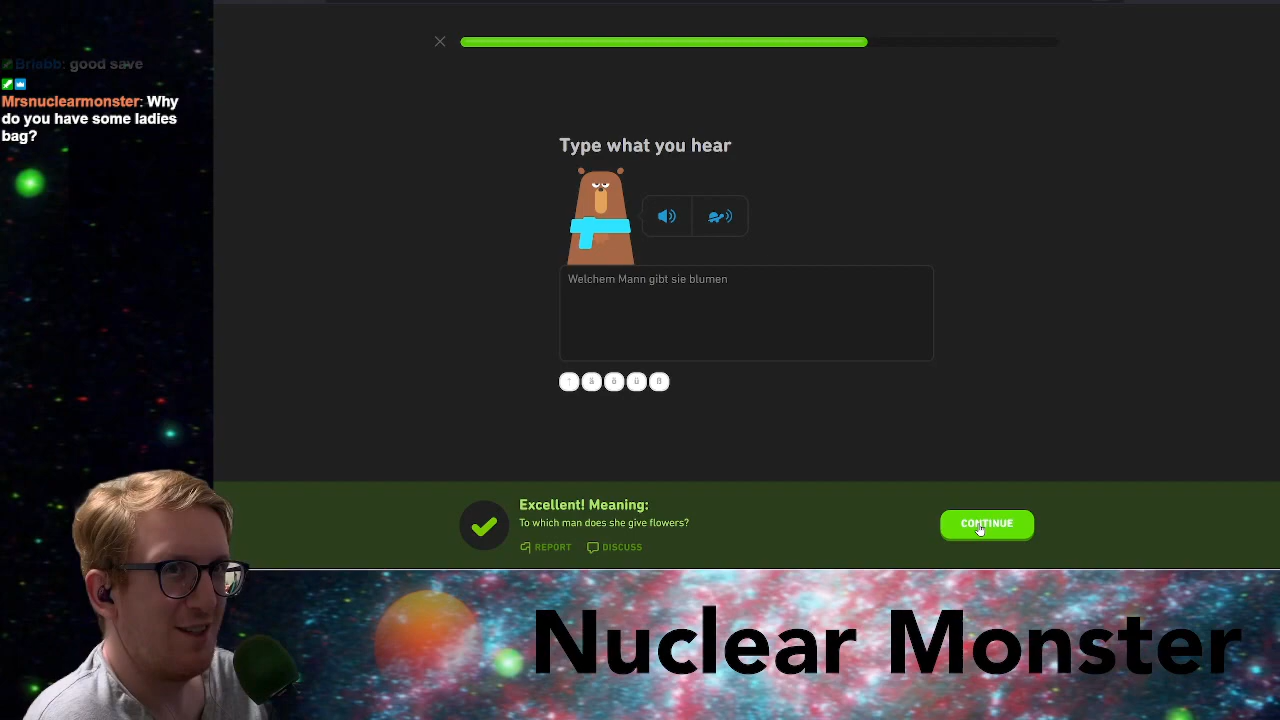 Briabb: good save
Mrsnuclearmonster: Why
do you have some ladies
bag?
Type what you hear
Welchem Mann gibt sie blumen
↑ ä ö ü ß
Excellent! Meaning:
To which man does she give flowers?
REPORT DISCUSS
CONTINUE
Nuclear Monster